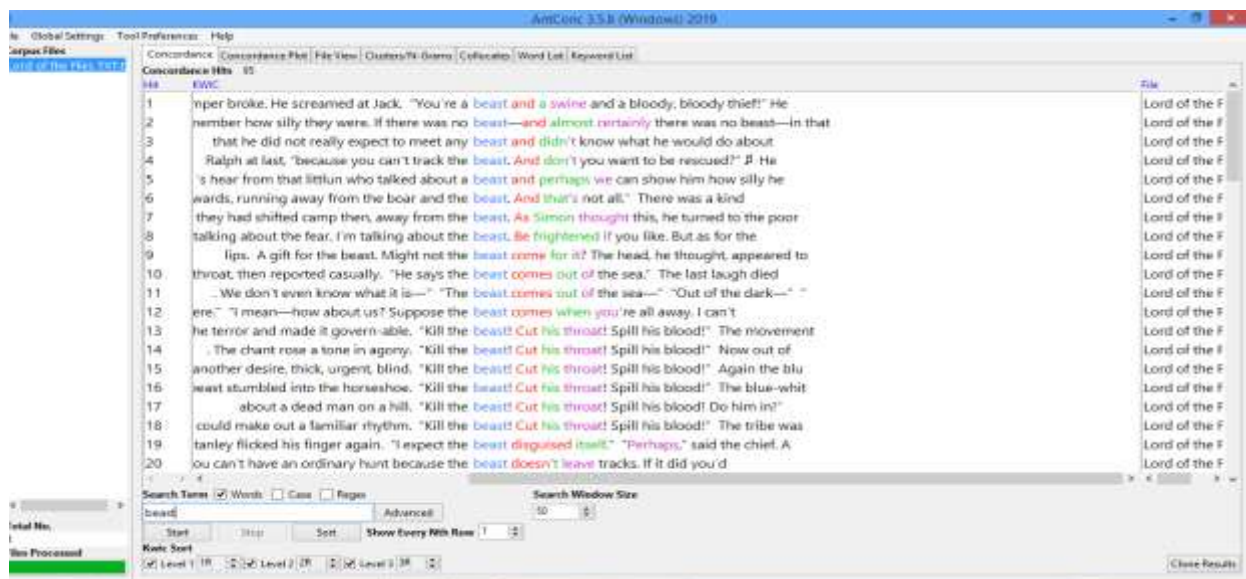 AntConc 3.5.8 (Windows) 2019
Global Settings Tool Preferences Help
Corpus Files
Lord of the Flies.TXT
Concordance Concordance Plot File View Clusters/N-Grams Collocates Word List Keyword List
Concordance Hits 85
Hit KWIC File
1 mper broke. He screamed at Jack. "You're a beast and a swine and a bloody, bloody thief!" He Lord of the F
2 nember how silly they were. If there was no beast—and almost certainly there was no beast—in that Lord of the F
3 that he did not really expect to meet any beast and didn't know what he would do about Lord of the F
4 Ralph at last, "because you can't track the beast. And don't you want to be rescued?" He Lord of the F
5 's hear from that littlun who talked about a beast and perhaps we can show him how silly he Lord of the F
6 wards, running away from the boar and the beast. And that's not all." There was a kind Lord of the F
7 they had shifted camp then, away from the beast. As Simon thought this, he turned to the poor Lord of the F
8 talking about the fear. I'm talking about the beast. Be frightened if you like. But as for the Lord of the F
9 lips. A gift for the beast. Might not the beast come for it? The head, he thought, appeared to Lord of the F
10 throat, then reported casually. "He says the beast comes out of the sea." The last laugh died Lord of the F
11 . We don't even know what it is—" "The beast comes out of the sea—" "Out of the dark—" " Lord of the F
12 ere." "I mean—how about us? Suppose the beast comes when you're all away. I can't Lord of the F
13 he terror and made it govern-able. "Kill the beast! Cut his throat! Spill his blood!" The movement Lord of the F
14 . The chant rose a tone in agony. "Kill the beast! Cut his throat! Spill his blood!" Now out of Lord of the F
15 another desire, thick, urgent, blind. "Kill the beast! Cut his throat! Spill his blood!" Again the blu Lord of the F
16 beast stumbled into the horseshoe. "Kill the beast! Cut his throat! Spill his blood!" The blue-whit Lord of the F
17 about a dead man on a hill. "Kill the beast! Cut his throat! Spill his blood! Do him in!" Lord of the F
18 could make out a familiar rhythm. "Kill the beast! Cut his throat! Spill his blood!" The tribe was Lord of the F
19 tanley flicked his finger again. "I expect the beast disguised itself." "Perhaps," said the chief. A Lord of the F
20 ou can't have an ordinary hunt because the beast doesn't leave tracks. If it did you'd Lord of the F
Search Term Words Case Regex Search Window Size
beast Advanced 50
Total No.
Start Stop Sort Show Every Nth Row 1
Files Processed
Kwic Sort
Level 1 1R Level 2 2R Level 3 3R Clone Results